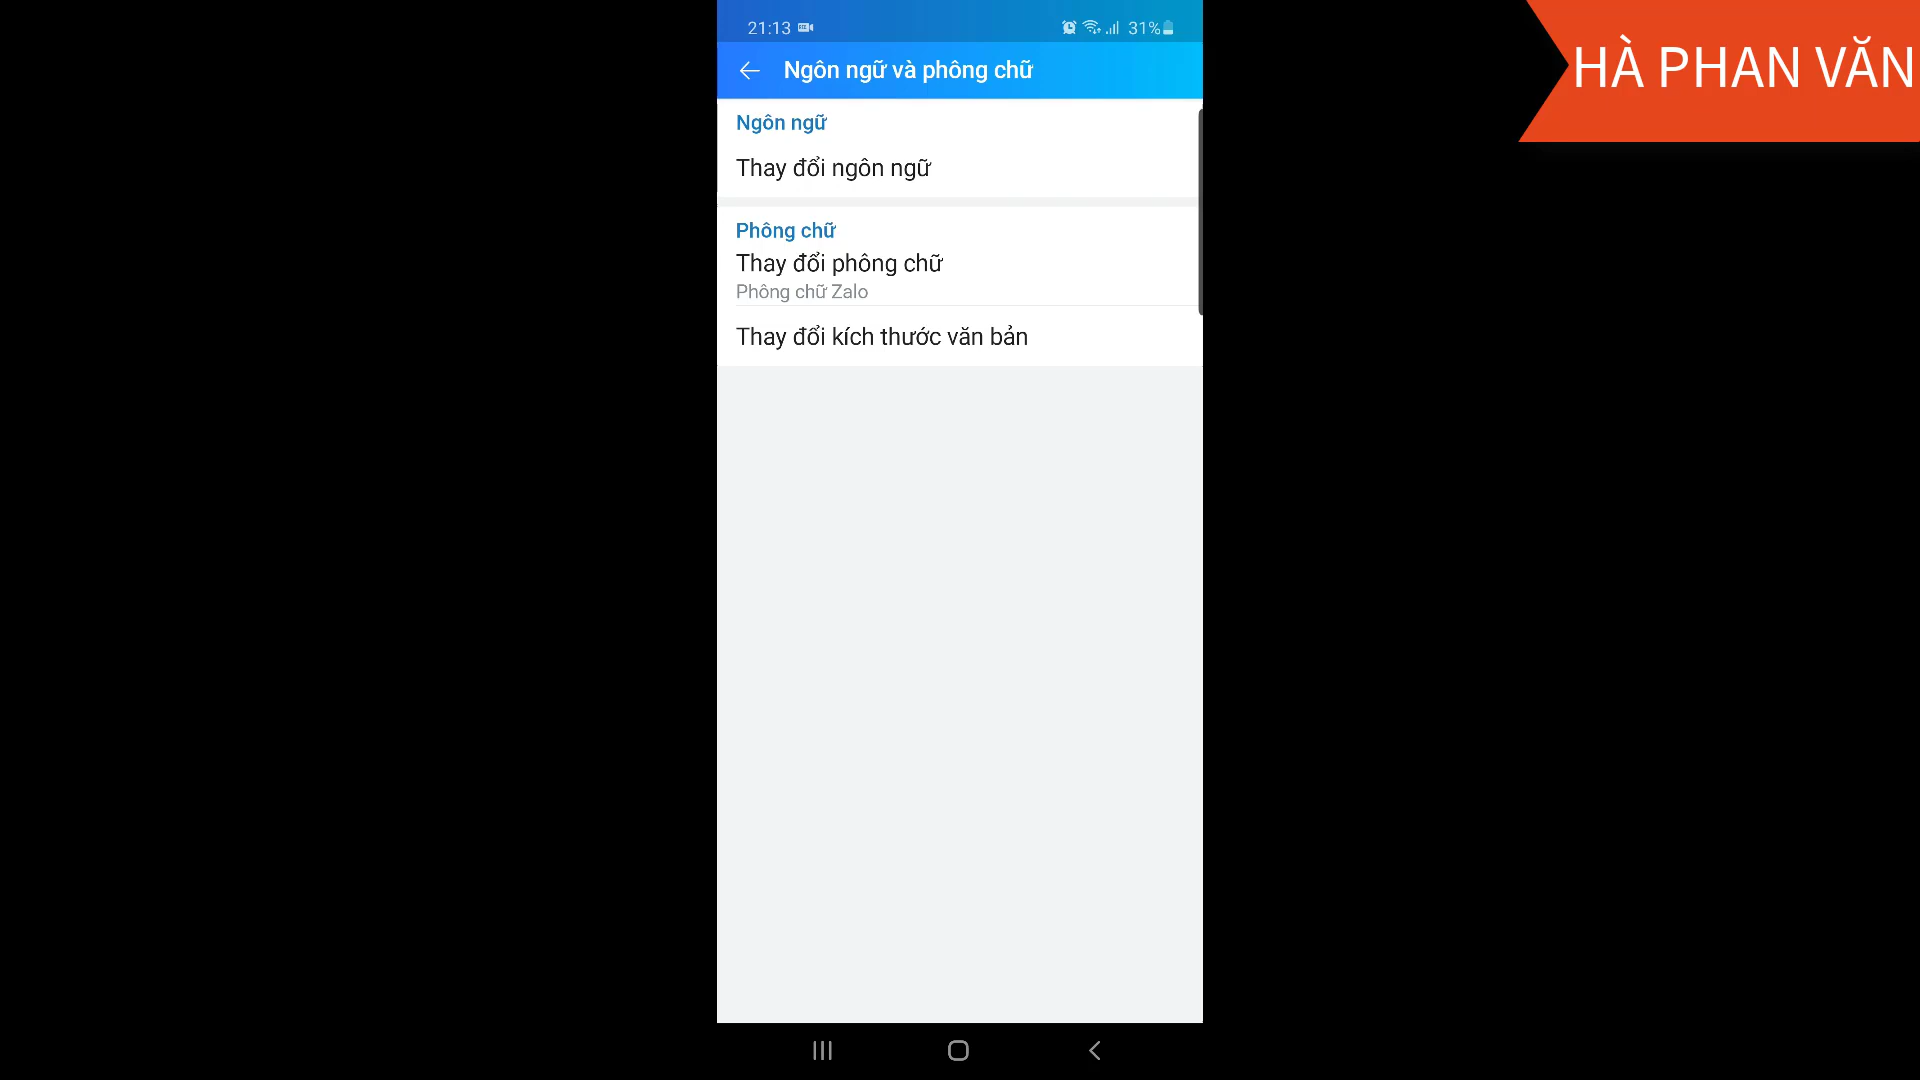 21:13
31%
HÀ PHAN VĂN
Ngôn ngữ và phông chữ
Ngôn ngữ
Thay đổi ngôn ngữ
Phông chữ
Thay đổi phông chữ
Phông chữ Zalo
Thay đổi kích thước văn bản